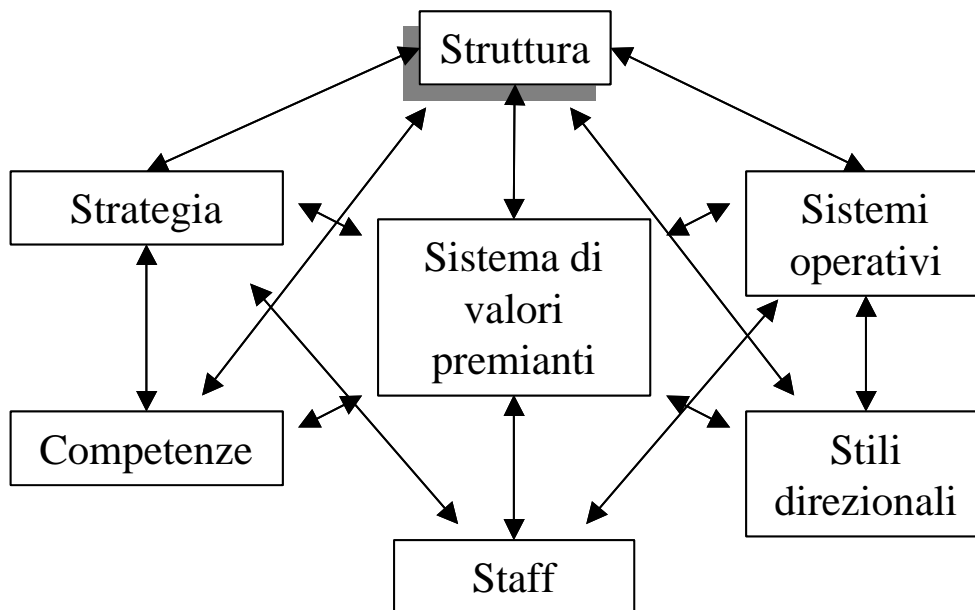 Struttura
Strategia
Sistema di
valori
premianti
Sistemi
operativi
Competenze
Stili
direzionali
Staff